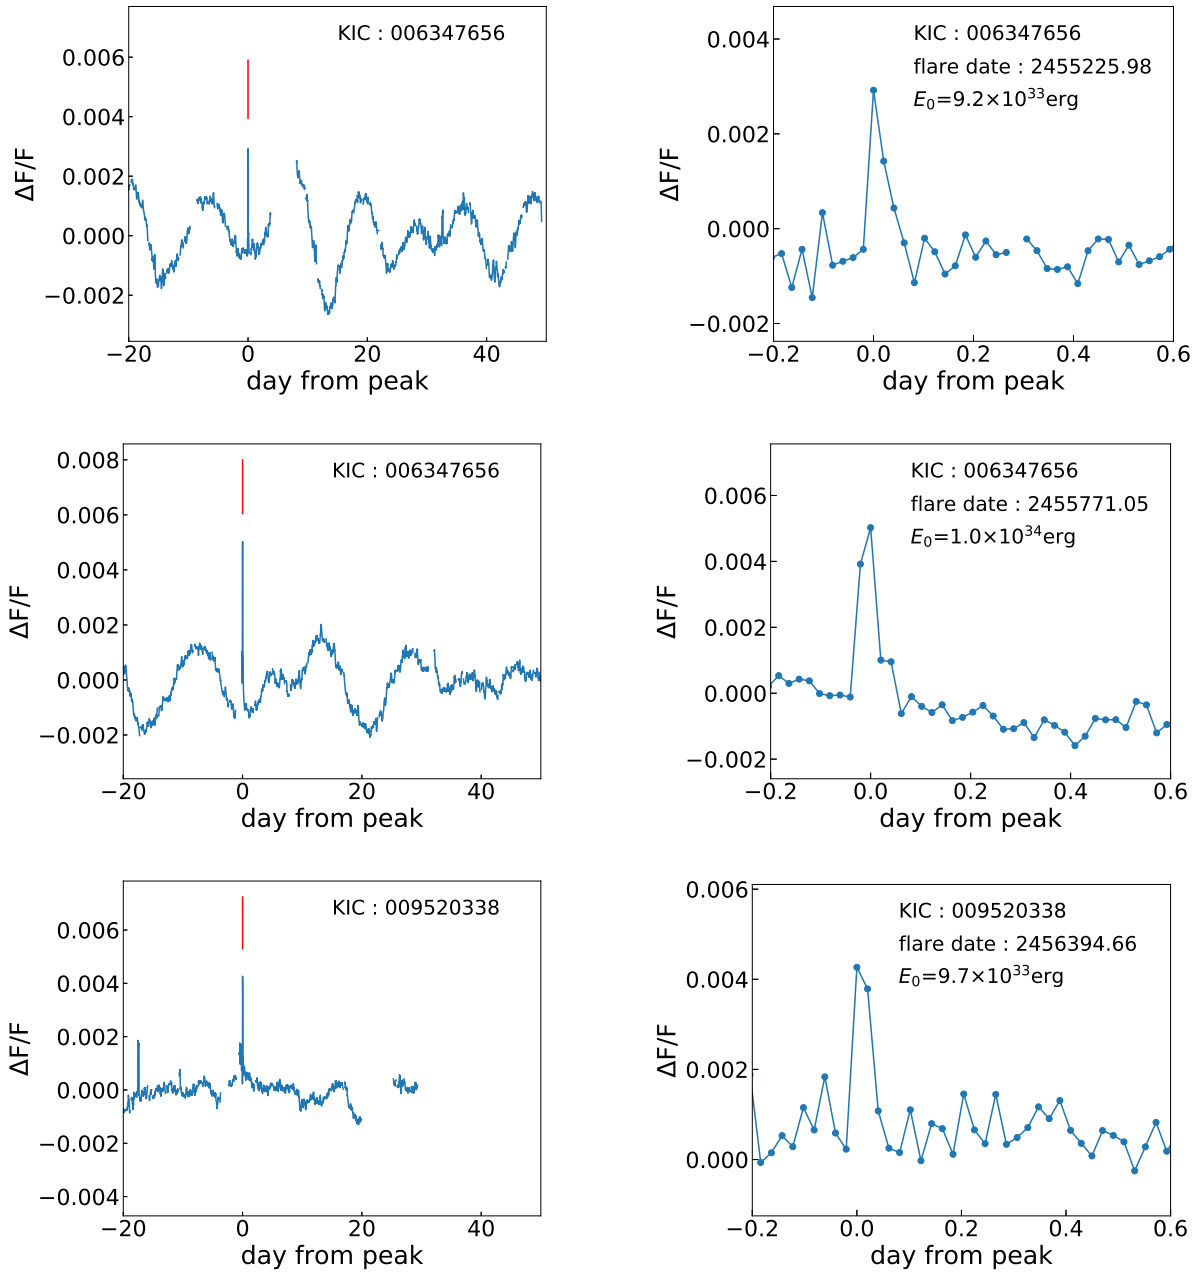 KIC : 006347656
ΔF/F
0.006
0.004
0.002
0.000
−0.002
−20 0 20 40
day from peak
KIC : 006347656
flare date : 2455225.98
E₀=9.2×10³³erg
ΔF/F
0.004
0.002
0.000
−0.002
−0.2 0.0 0.2 0.4 0.6
day from peak
KIC : 006347656
ΔF/F
0.008
0.006
0.004
0.002
0.000
−0.002
−20 0 20 40
day from peak
KIC : 006347656
flare date : 2455771.05
E₀=1.0×10³⁴erg
ΔF/F
0.006
0.004
0.002
0.000
−0.002
−0.2 0.0 0.2 0.4 0.6
day from peak
KIC : 009520338
ΔF/F
0.006
0.004
0.002
0.000
−0.002
−0.004
−20 0 20 40
day from peak
KIC : 009520338
flare date : 2456394.66
E₀=9.7×10³³erg
ΔF/F
0.006
0.004
0.002
0.000
−0.2 0.0 0.2 0.4 0.6
day from peak